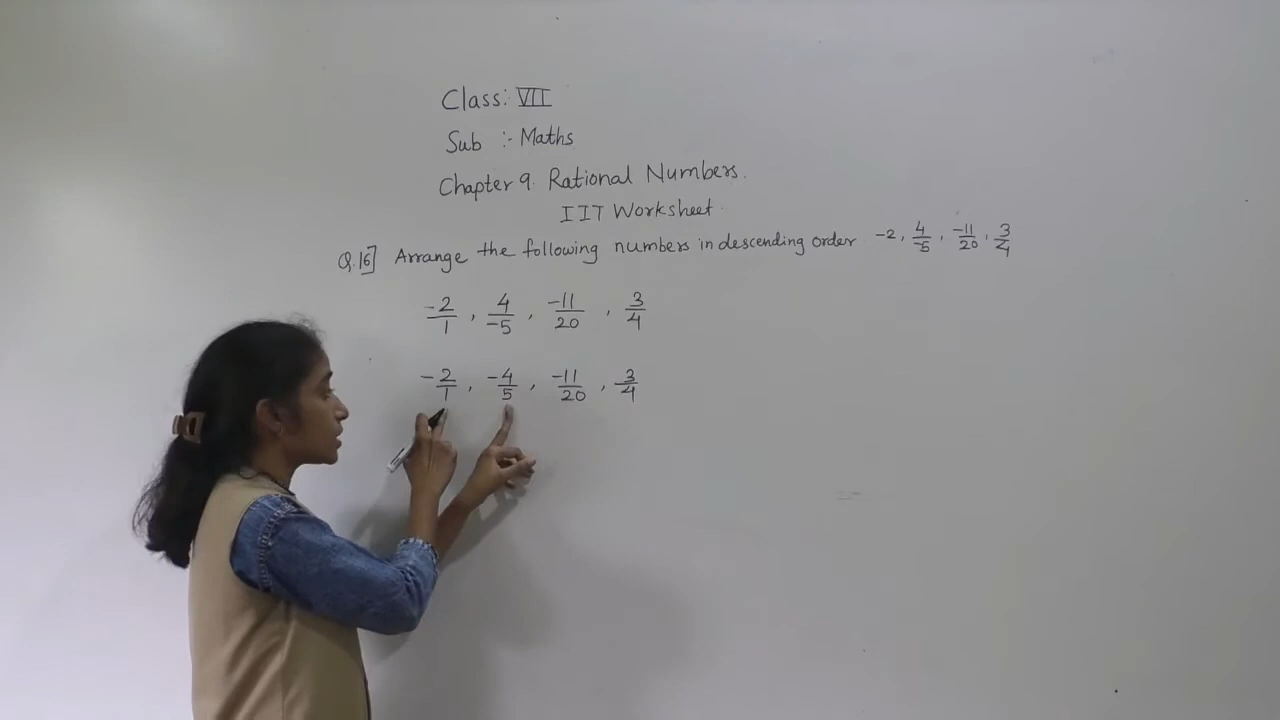 Class: VII
Sub :- Maths
Chapter 9. Rational Numbers.
IIT Worksheet.
Q.16] Arrange the following numbers in descending order -2, 4/-5, -11/20, 3/4
-2/1, 4/-5, -11/20, 3/4
-2/1, -4/5, -11/20, 3/4